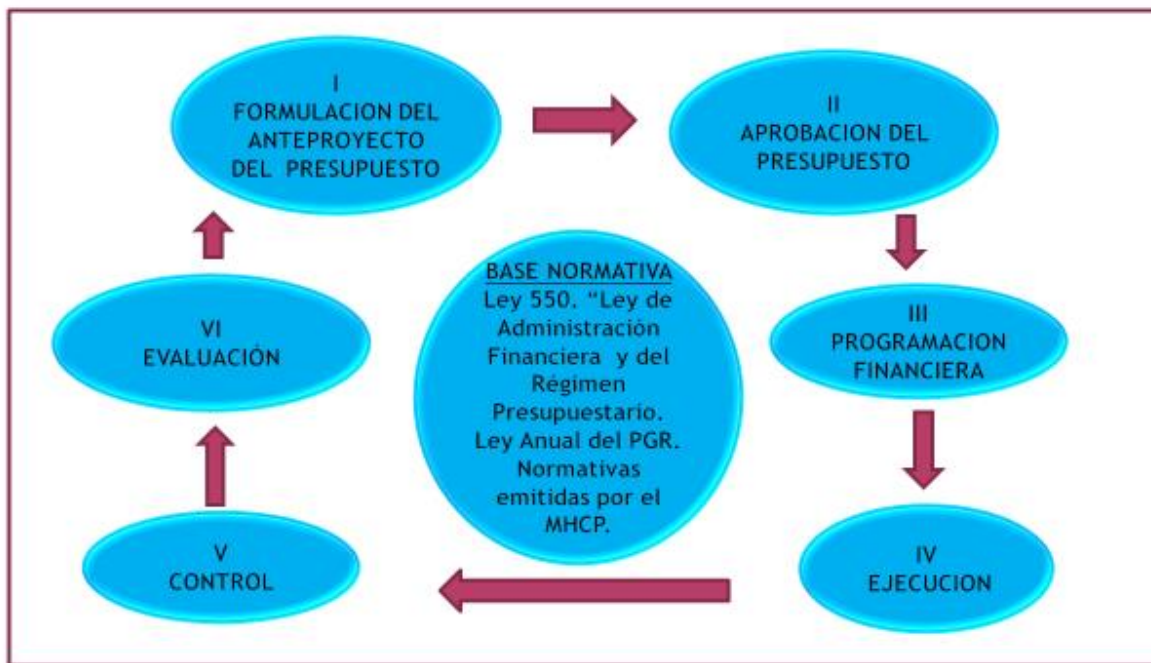 I
FORMULACION DEL
ANTEPROYECTO
DEL PRESUPUESTO
II
APROBACION DEL
PRESUPUESTO
III
PROGRAMACION
FINANCIERA
IV
EJECUCION
V
CONTROL
VI
EVALUACIÓN
BASE NORMATIVA
Ley 550. “Ley de
Administración
Financiera y del
Régimen
Presupuestario.
Ley Anual del PGR.
Normativas
emitidas por el
MHCP.